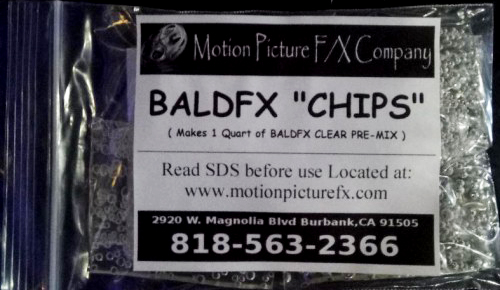 Motion Picture F/X Company
BALDFX "CHIPS"
( Makes 1 Quart of BALDFX CLEAR PRE-MIX )
Read SDS before use Located at:
www.motionpicturefx.com
2920 W. Magnolia Blvd Burbank,CA 91505
818-563-2366